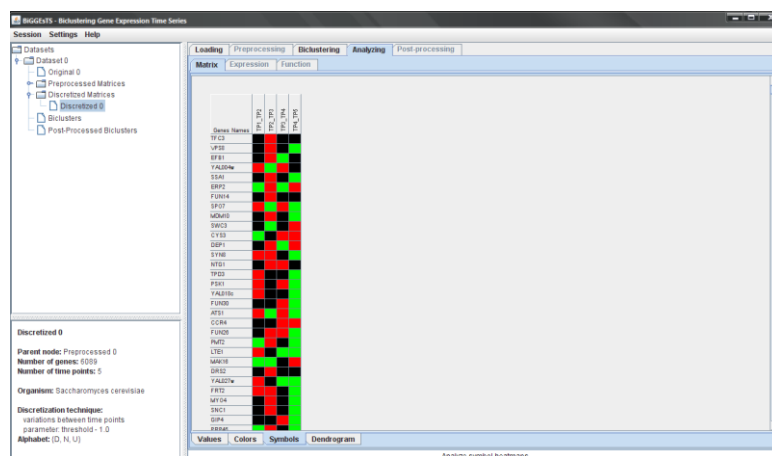 BiGGEsTS - Biclustering Gene Expression Time Series
Session Settings Help
Datasets
Dataset 0
Original 0
Preprocessed Matrices
Discretized Matrices
Discretized 0
Biclusters
Post-Processed Biclusters
Discretized 0
Parent node: Preprocessed 0
Number of genes: 6089
Number of time points: 5
Organism: Saccharomyces cerevisiae
Discretization technique:
variations between time points
parameter: threshold - 1.0
Alphabet: {D, N, U}
Loading Preprocessing Biclustering Analyzing Post-processing
Matrix Expression Function
Genes Names TP1_TP2 TP2_TP3 TP3_TP4 TP4_TP5
TFC3
VPS8
EFB1
YAL004w
SSA1
ERP2
FUN14
SPO7
MDM10
SWC3
CYS3
DEP1
SYN8
NTG1
TPD3
PSK1
YAL018c
FUN30
ATS1
CCR4
FUN26
PMT2
LTE1
MAK16
DRS2
YAL027w
FRT2
MYO4
SNC1
GIP4
Values Colors Symbols Dendrogram
Analyze symbol heatmaps